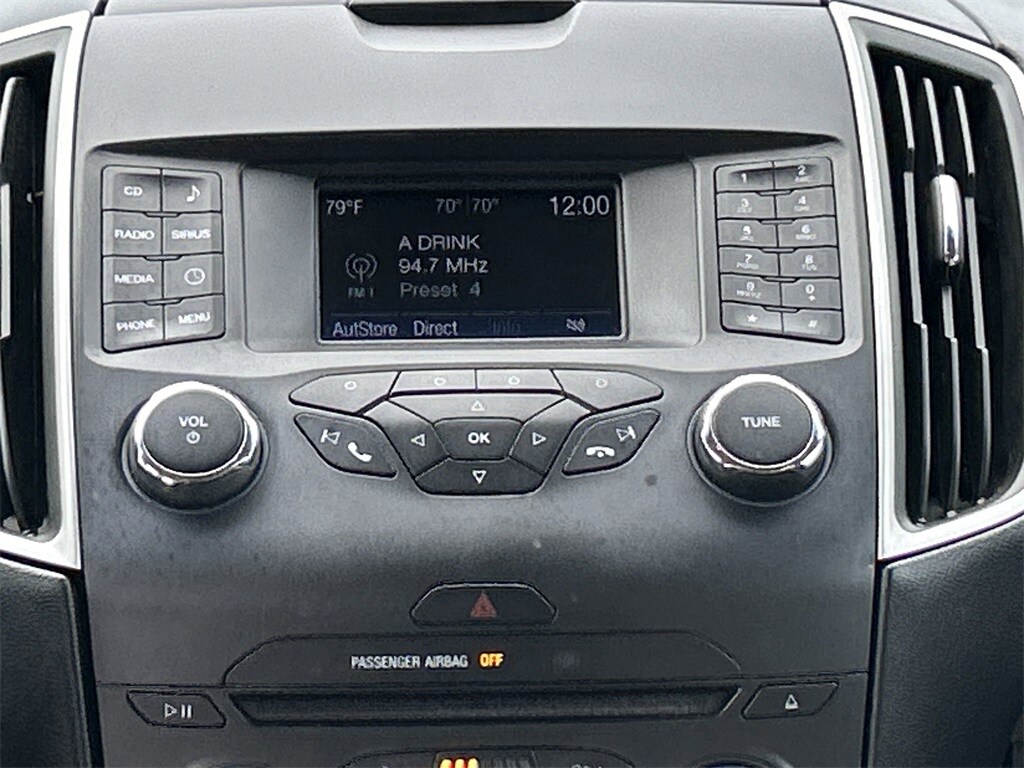 CD
RADIO SIRIUS
MEDIA
PHONE MENU
79°F 70° 70° 12:00
A DRINK
94.7 MHz
FM 1 Preset 4
AutStore Direct Info
1 2
3 4
5 6
7 8
9 0
+
* #
VOL
OK
TUNE
PASSENGER AIRBAG OFF